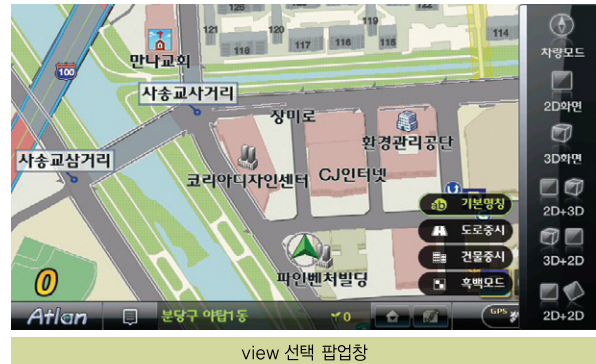 120
119
121
120
118
117
116
115
114
만나교회
100
사송교사거리
장미로
환경관리공단
사송교삼거리
코리아디자인센터
CJ인터넷
파인벤처빌딩
기본명칭
도로중시
건물중시
흑백모드
차량모드
2D화면
3D화면
2D+3D
3D+2D
2D+2D
0
Atlan
분당구 야탑1동
0
GPS
view 선택 팝업창